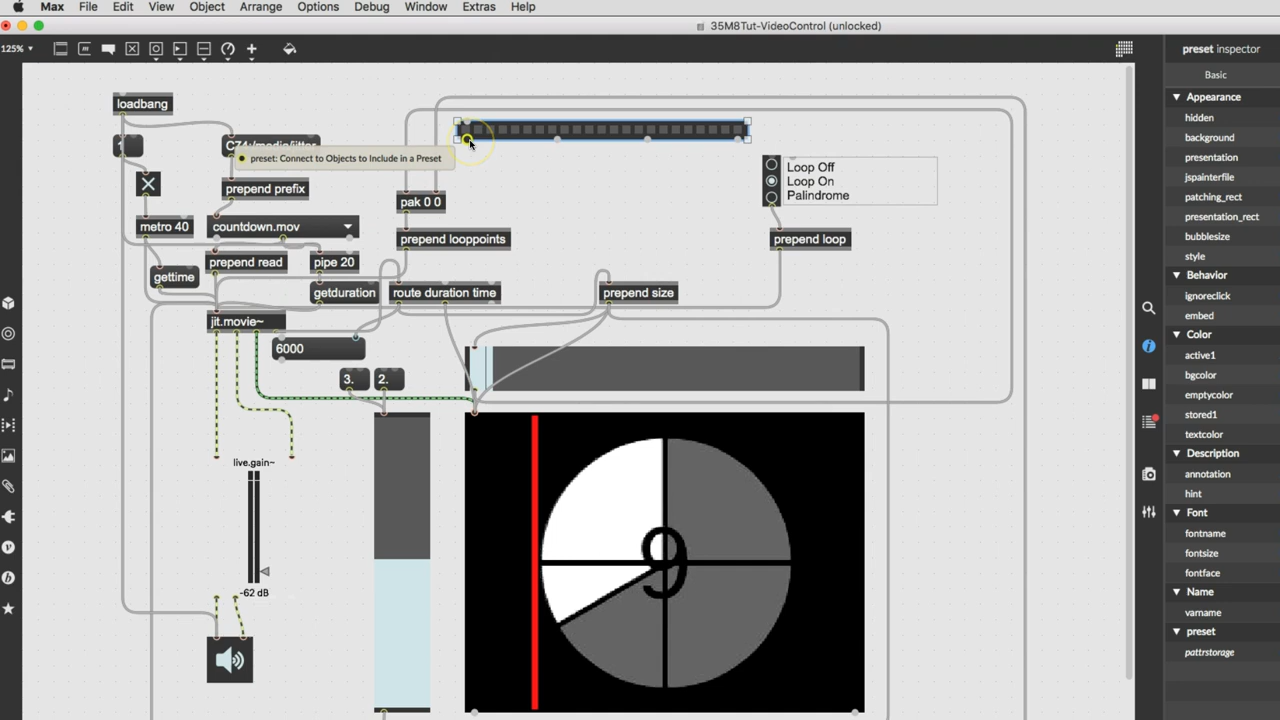 Max File Edit View Object Arrange Options Debug Window Extras Help
35M8Tut-VideoControl (unlocked)
125%
preset inspector
Basic
Appearance
hidden
background
ignoreclick
presentation
jspainterfile
patching_rect
presentation_rect
bubblesize
style
Behavior
ignoreclick
embed
Color
active1
bgcolor
emptycolor
stored1
textcolor
Description
annotation
hint
Font
fontname
fontsize
fontface
Name
varname
preset
pattrstorage
loadbang
preset: Connect to Objects to Include in a Preset
prepend prefix
Loop Off
Loop On
Palindrome
pak 0 0
metro 40
countdown.mov
prepend looppoints
prepend loop
prepend read
pipe 20
gettime
getduration
route duration time
prepend size
jit.movie~
6000
3.
2.
live.gain~
-62 dB
9